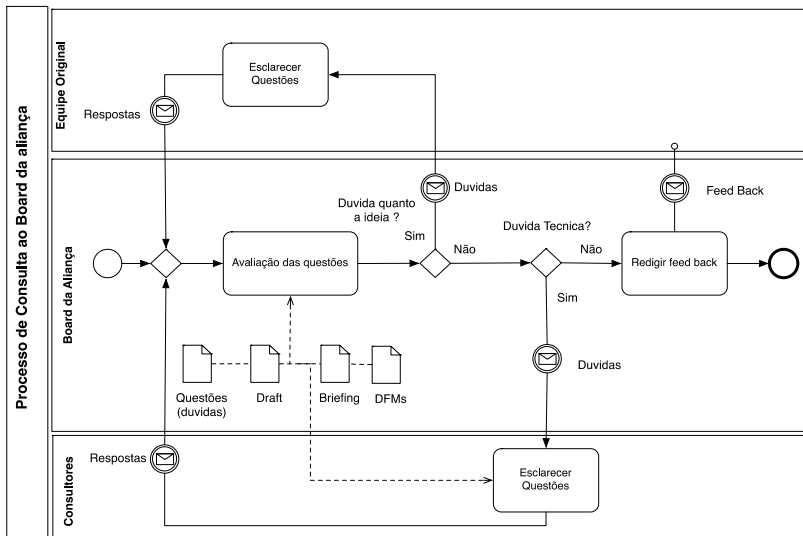 Processo de Consulta ao Board da aliança
Equipe Original
Esclarecer
Questões
Respostas
Board da Aliança
Duvidas
Duvida quanto
a ideia ?
Sim
Não
Duvida Tecnica?
Não
Sim
Feed Back
Avaliação das questões
Redigir feed back
Duvidas
Questões
(duvidas)
Draft
Briefing
DFMs
Consultores
Respostas
Esclarecer
Questões